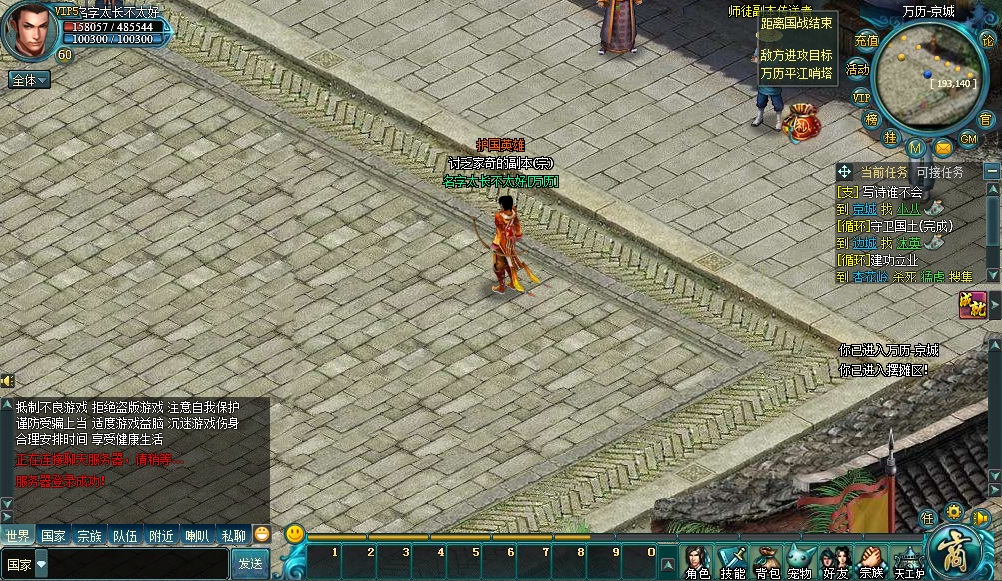 VIP5名字太长不太好
158057 / 485544
100300 / 100300
60
全体
师徒副本传送者
距离国战结束
敌方进攻目标
万历平江哨塔
万历-京城
充值
论
活动
VIP
榜
挂
M
GM
官
[ 193,140 ]
护国英雄
讨乏家奇的副本(宗)
名字太长不太好[万历]
当前任务 可接任务
[支]写诗谁不会
到 京城 找 小八
[循环]守卫国土(完成)
到 边城 找 沐英
[循环]建功立业
到 杏花岭 杀死 猛虎 搜集
成就
你已进入万历-京城
你已进入摆摊区!
抵制不良游戏 拒绝盗版游戏 注意自我保护
谨防受骗上当 适度游戏益脑 沉迷游戏伤身
合理安排时间 享受健康生活
正在连接聊天服务器，请稍等...
服务器登录成功!
世界 国家 宗族 队伍 附近 喇叭 私聊
国家
发送
1 2 3 4 5 6 7 8 9 0
角色 技能 背包 宠物 好友 宗族 天工炉
任
商